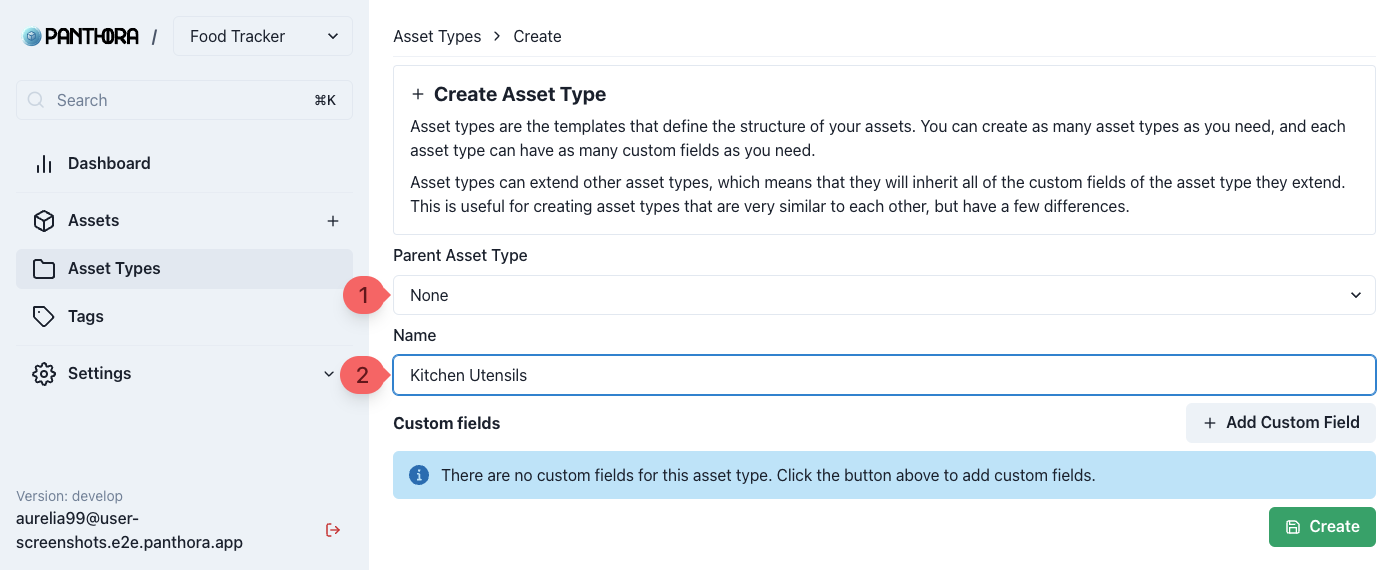 PANTHORA / Food Tracker
Search ⌘K
Dashboard
Assets
Asset Types
Tags
Settings
Version: develop
aurelia99@user-
screenshots.e2e.panthora.app
Asset Types > Create
Create Asset Type
Asset types are the templates that define the structure of your assets. You can create as many asset types as you need, and each
asset type can have as many custom fields as you need.
Asset types can extend other asset types, which means that they will inherit all of the custom fields of the asset type they extend.
This is useful for creating asset types that are very similar to each other, but have a few differences.
Parent Asset Type
1
None
Name
2
Kitchen Utensils
Custom fields
+ Add Custom Field
There are no custom fields for this asset type. Click the button above to add custom fields.
Create